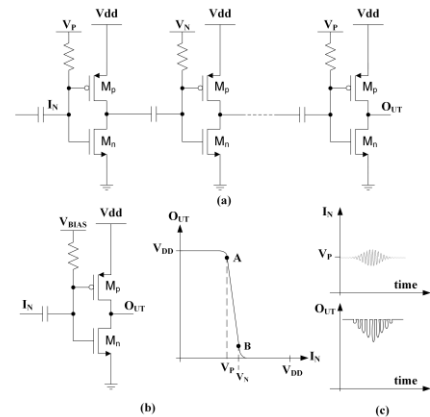 V_P Vdd V_N Vdd V_P Vdd
M_p M_p M_p
I_N O_UT
M_n M_n M_n
(a)
V_BIAS Vdd
M_p
I_N O_UT
M_n
(b)
O_UT
V_DD A
B
I_N
V_P V_N V_DD
I_N
V_P
time
O_UT
time
(c)